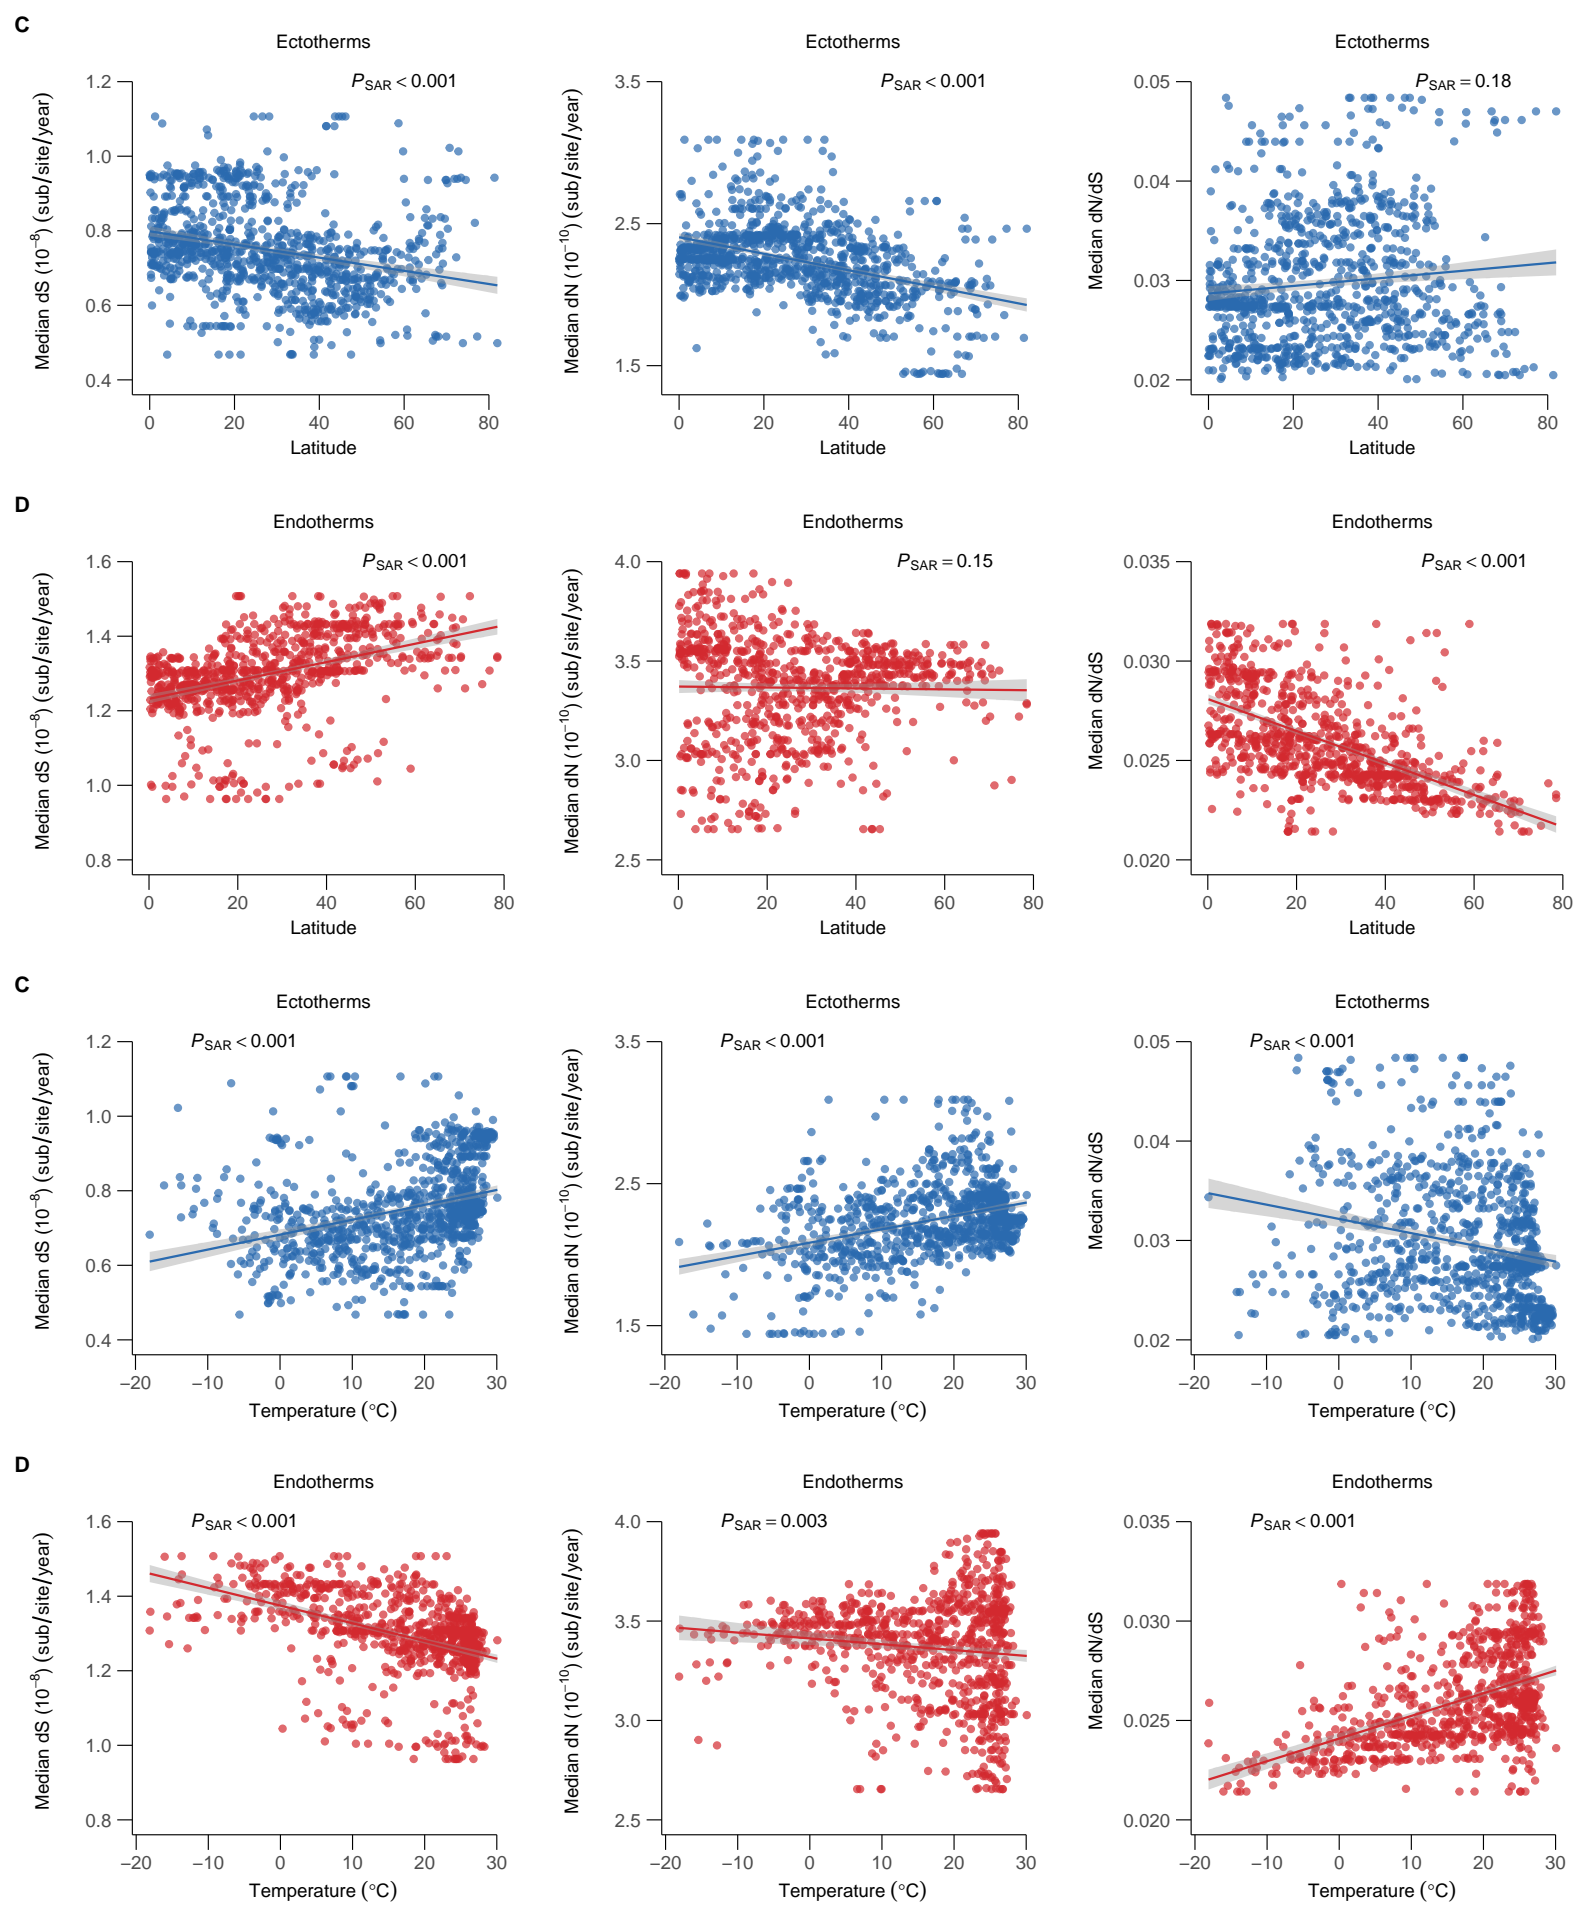 C
Ectotherms Ectotherms Ectotherms
P_SAR < 0.001 P_SAR < 0.001 P_SAR = 0.18
Median dS (10⁻⁸) (sub/site/year)
1.2
1.0
0.8
0.6
0.4
0 20 40 60 80
Latitude
Median dN (10⁻¹⁰) (sub/site/year)
3.5
2.5
1.5
0 20 40 60 80
Latitude
Median dN/dS
0.05
0.04
0.03
0.02
0 20 40 60 80
Latitude
D
Endotherms Endotherms Endotherms
P_SAR < 0.001 P_SAR = 0.15 P_SAR < 0.001
Median dS (10⁻⁸) (sub/site/year)
1.6
1.4
1.2
1.0
0.8
0 20 40 60 80
Latitude
Median dN (10⁻¹⁰) (sub/site/year)
4.0
3.5
3.0
2.5
0 20 40 60 80
Latitude
Median dN/dS
0.035
0.030
0.025
0.020
0 20 40 60 80
Latitude
C
Ectotherms Ectotherms Ectotherms
P_SAR < 0.001 P_SAR < 0.001 P_SAR < 0.001
Median dS (10⁻⁸) (sub/site/year)
1.2
1.0
0.8
0.6
0.4
−20 −10 0 10 20 30
Temperature (°C)
Median dN (10⁻¹⁰) (sub/site/year)
3.5
2.5
1.5
−20 −10 0 10 20 30
Temperature (°C)
Median dN/dS
0.05
0.04
0.03
0.02
−20 −10 0 10 20 30
Temperature (°C)
D
Endotherms Endotherms Endotherms
P_SAR < 0.001 P_SAR = 0.003 P_SAR < 0.001
Median dS (10⁻⁸) (sub/site/year)
1.6
1.4
1.2
1.0
0.8
−20 −10 0 10 20 30
Temperature (°C)
Median dN (10⁻¹⁰) (sub/site/year)
4.0
3.5
3.0
2.5
−20 −10 0 10 20 30
Temperature (°C)
Median dN/dS
0.035
0.030
0.025
0.020
−20 −10 0 10 20 30
Temperature (°C)